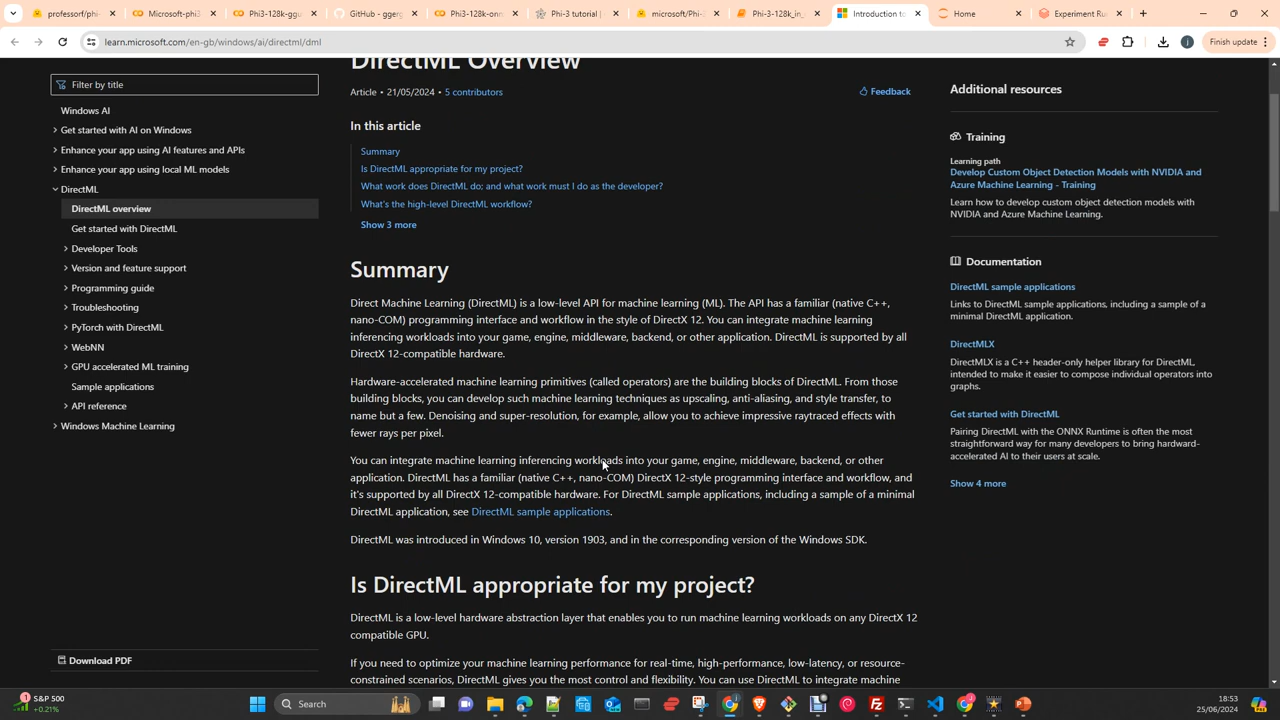 professorf/phi
Microsoft-phi3
Phi3-128k-ggu
GitHub - ggerg
Phi3-128k-onn
Phi-3 tutorial |
microsoft/Phi-
Phi3-128k_in_
Introduction to
Home
Experiment Ru
learn.microsoft.com/en-gb/windows/ai/directml/dml
j
Finish update
Filter by title
Windows AI
Get started with AI on Windows
Enhance your app using AI features and APIs
Enhance your app using local ML models
DirectML
DirectML overview
Get started with DirectML
Developer Tools
Version and feature support
Programming guide
Troubleshooting
PyTorch with DirectML
WebNN
GPU accelerated ML training
Sample applications
API reference
Windows Machine Learning
Download PDF
DirectML Overview
Article • 21/05/2024 • 5 contributors
Feedback
In this article
Summary
Is DirectML appropriate for my project?
What work does DirectML do; and what work must I do as the developer?
What's the high-level DirectML workflow?
Show 3 more
Summary
Direct Machine Learning (DirectML) is a low-level API for machine learning (ML). The API has a familiar (native C++,
nano-COM) programming interface and workflow in the style of DirectX 12. You can integrate machine learning
inferencing workloads into your game, engine, middleware, backend, or other application. DirectML is supported by all
DirectX 12-compatible hardware.
Hardware-accelerated machine learning primitives (called operators) are the building blocks of DirectML. From those
building blocks, you can develop such machine learning techniques as upscaling, anti-aliasing, and style transfer, to
name but a few. Denoising and super-resolution, for example, allow you to achieve impressive raytraced effects with
fewer rays per pixel.
You can integrate machine learning inferencing workloads into your game, engine, middleware, backend, or other
application. DirectML has a familiar (native C++, nano-COM) DirectX 12-style programming interface and workflow, and
it's supported by all DirectX 12-compatible hardware. For DirectML sample applications, including a sample of a minimal
DirectML application, see DirectML sample applications.
DirectML was introduced in Windows 10, version 1903, and in the corresponding version of the Windows SDK.
Is DirectML appropriate for my project?
DirectML is a low-level hardware abstraction layer that enables you to run machine learning workloads on any DirectX 12
compatible GPU.
If you need to optimize your machine learning performance for real-time, high-performance, low-latency, or resource-
constrained scenarios, DirectML gives you the most control and flexibility. You can use DirectML to integrate machine
Additional resources
Training
Learning path
Develop Custom Object Detection Models with NVIDIA and
Azure Machine Learning - Training
Learn how to develop custom object detection models with
NVIDIA and Azure Machine Learning.
Documentation
DirectML sample applications
Links to DirectML sample applications, including a sample of a
minimal DirectML application.
DirectMLX
DirectMLX is a C++ header-only helper library for DirectML,
intended to make it easier to compose individual operators into
graphs.
Get started with DirectML
Pairing DirectML with the ONNX Runtime is often the most
straightforward way for many developers to bring hardware-
accelerated AI to their users at scale.
Show 4 more
1
S&P 500
+0.21%
Search
18:53
25/06/2024